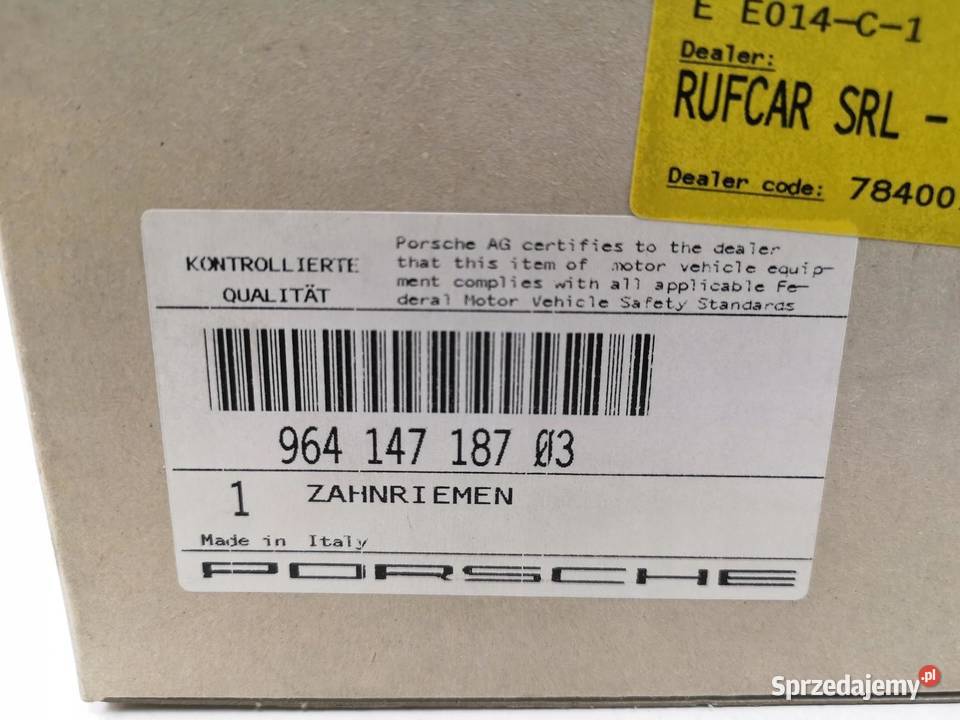 E E014-C-1
Dealer:
RUFCAR SRL -
Dealer code: 78400
KONTROLLIERTE
QUALITÄT
Porsche AG certifies to the dealer
that this item of motor vehicle equip-
ment complies with all applicable Fe-
deral Motor Vehicle Safety Standards
964 147 187 03
1 ZAHNRIEMEN
Made in Italy
PORSCHE
Sprzedajemy.pl